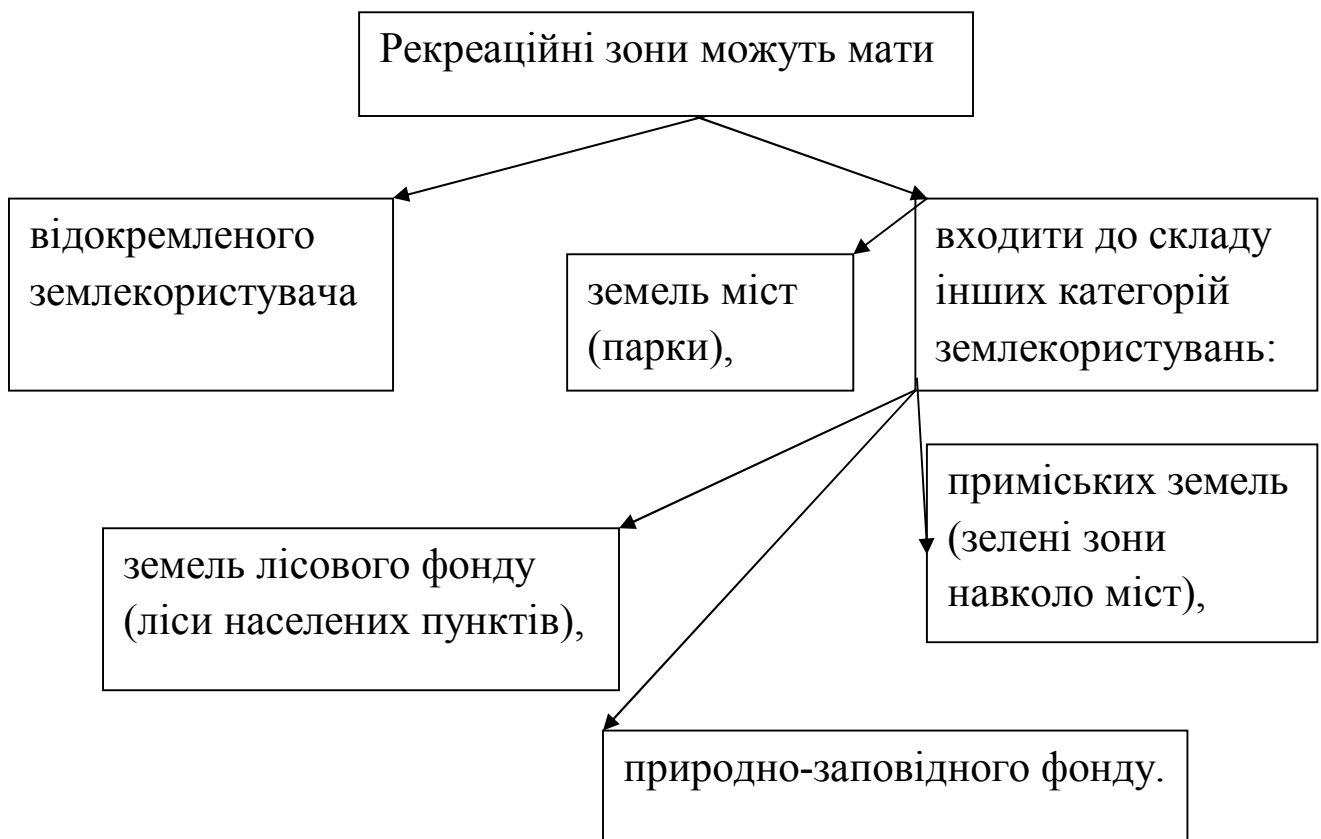 Рекреаційні зони можуть мати
відокремленого
землекористувача
земель міст
(парки),
входити до складу
інших категорій
землекористувань:
приміських земель
(зелені зони
навколо міст),
земель лісового фонду
(ліси населених пунктів),
природно-заповідного фонду.